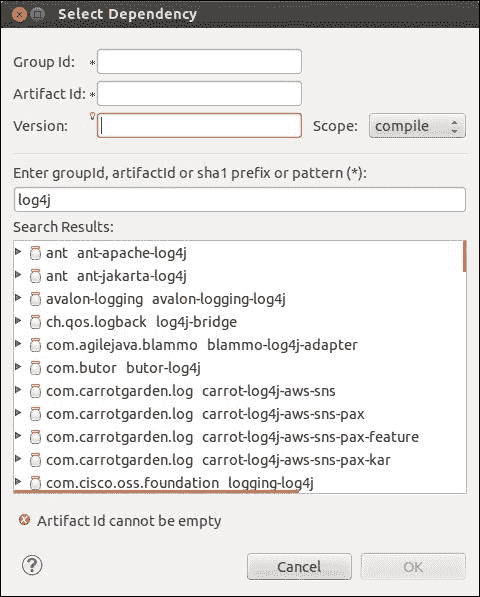 Select Dependency
Group Id: *
Artifact Id: *
Version: Scope: compile
Enter groupId, artifactId or sha1 prefix or pattern (*):
log4j
Search Results:
ant ant-apache-log4j
ant ant-jakarta-log4j
avalon-logging avalon-logging-log4j
ch.qos.logback log4j-bridge
com.agilejava.blammo blammo-log4j-adapter
com.butor butor-log4j
com.carrotgarden.log carrot-log4j-aws-sns
com.carrotgarden.log carrot-log4j-aws-sns-pax
com.carrotgarden.log carrot-log4j-aws-sns-pax-feature
com.carrotgarden.log carrot-log4j-aws-sns-pax-kar
com.cisco.oss.foundation logging-log4j
Artifact Id cannot be empty
? Cancel OK